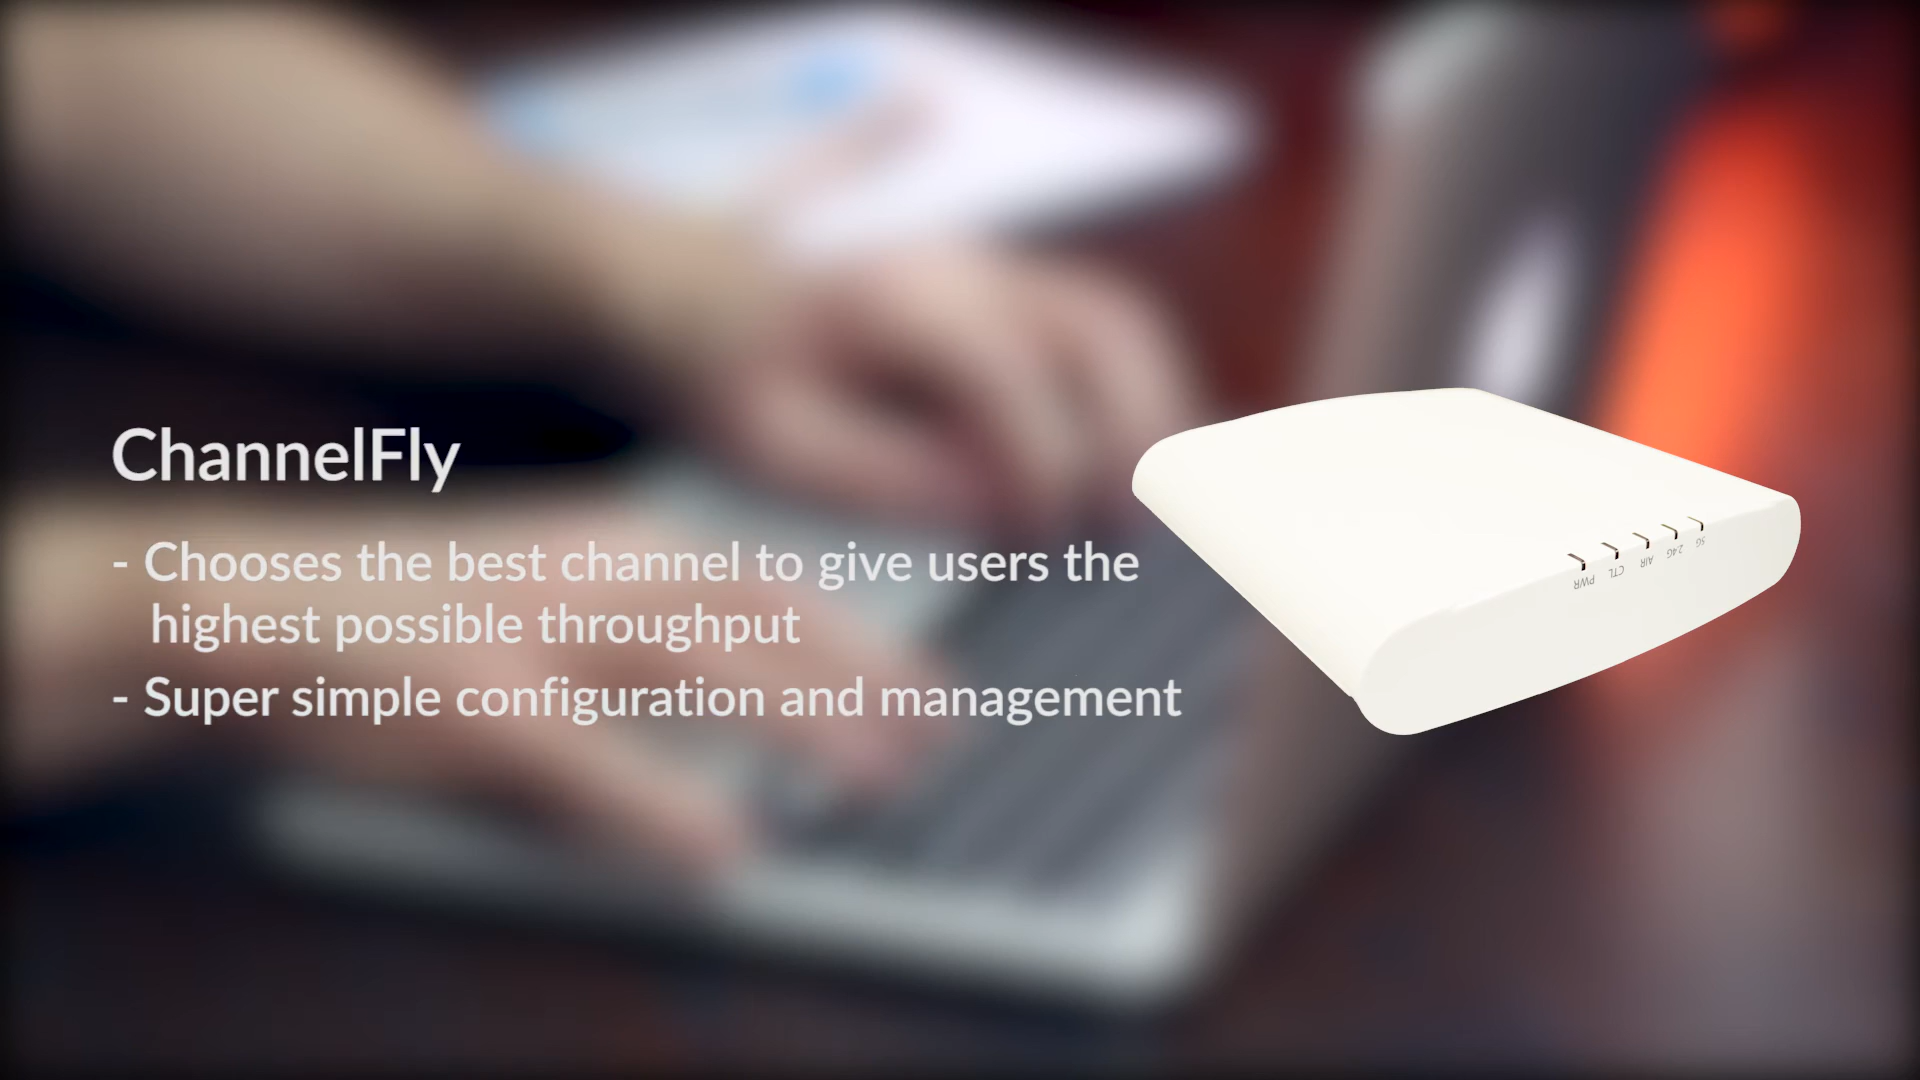 ChannelFly
- Chooses the best channel to give users the
highest possible throughput
- Super simple configuration and management
PWR
CTL
AIR
2.4G
5G